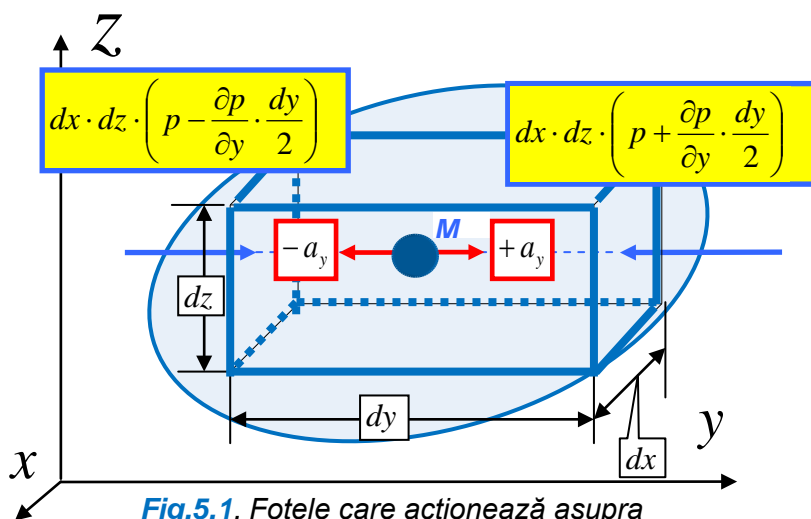 Z
dx · dz · (p − ∂p/∂y · dy/2)
dx · dz · (p + ∂p/∂y · dy/2)
M
− a_y
+ a_y
dz
dy
y
dx
x
Fig.5.1. Foţele care acţionează asupra